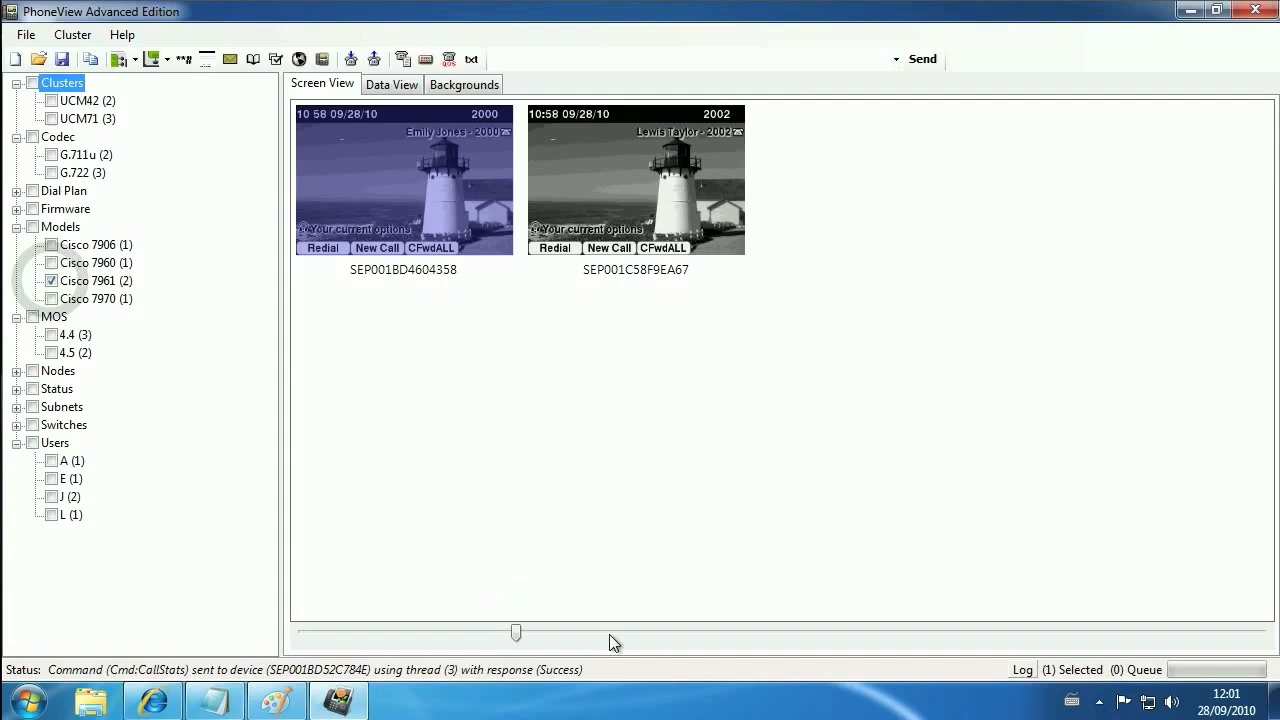 PhoneView Advanced Edition
File Cluster Help
**# QOS txt Send
Clusters
UCM42 (2)
UCM71 (3)
Codec
G.711u (2)
G.722 (3)
Dial Plan
Firmware
Models
Cisco 7906 (1)
Cisco 7960 (1)
Cisco 7961 (2)
Cisco 7970 (1)
MOS
4.4 (3)
4.5 (2)
Nodes
Status
Subnets
Switches
Users
A (1)
E (1)
J (2)
L (1)
Screen View Data View Backgrounds
10 58 09/28/10 2000
Emily Jones - 2000
Your current options
Redial New Call CFwdALL
SEP001BD4604358
10:58 09/28/10 2002
Lewis Taylor - 2002
Your current options
Redial New Call CFwdALL
SEP001C58F9EA67
Status: Command (Cmd:CallStats) sent to device (SEP001BD52C784E) using thread (3) with response (Success) Log (1) Selected (0) Queue
12:01
28/09/2010